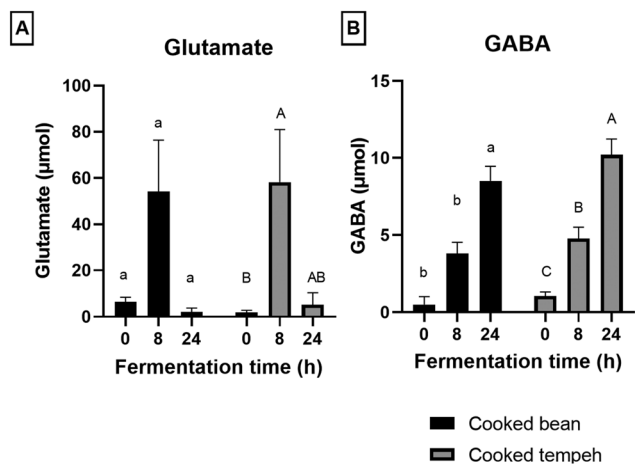 A
Glutamate
Glutamate (µmol)
100
80
60
40
20
0
a
a
a
B
A
AB
0 8 24 0 8 24
Fermentation time (h)
B
GABA
GABA (µmol)
15
10
5
0
b
b
a
C
B
A
0 8 24 0 8 24
Fermentation time (h)
Cooked bean
Cooked tempeh